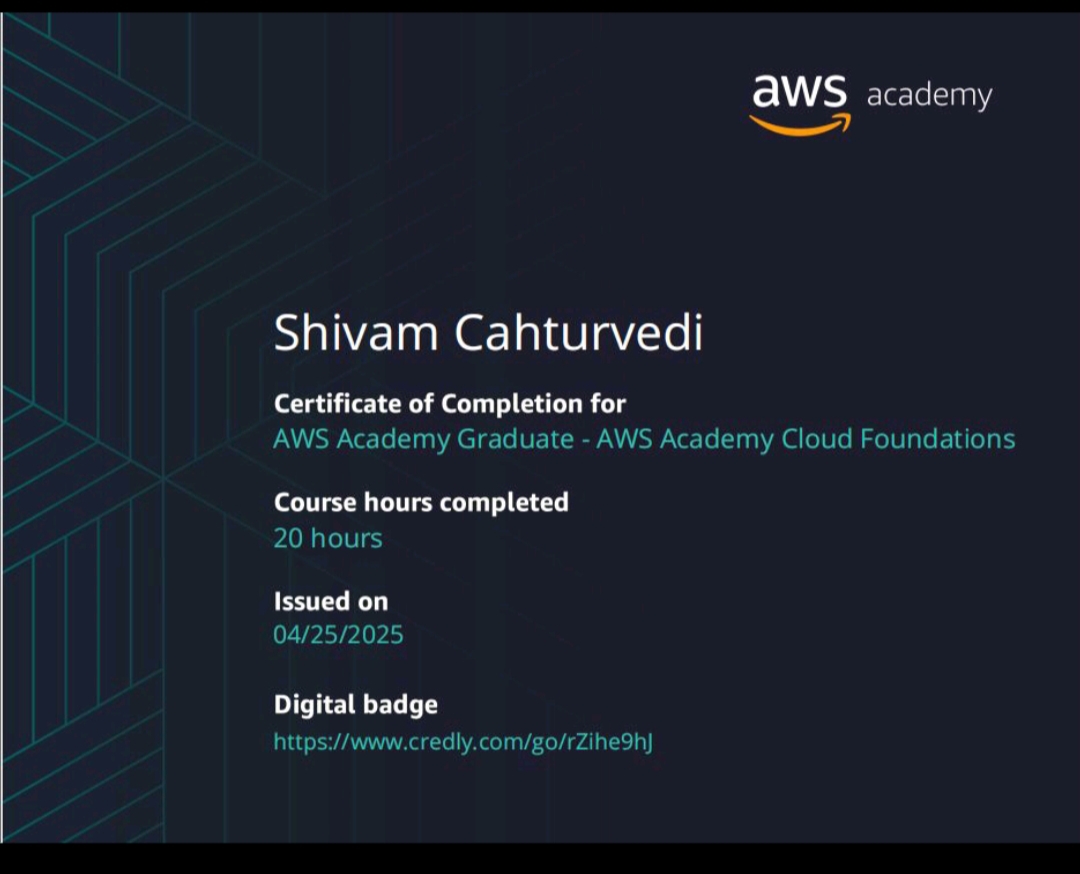 aws academy
Shivam Cahturvedi
Certificate of Completion for
AWS Academy Graduate - AWS Academy Cloud Foundations
Course hours completed
20 hours
Issued on
04/25/2025
Digital badge
https://www.credly.com/go/rZihe9hJ